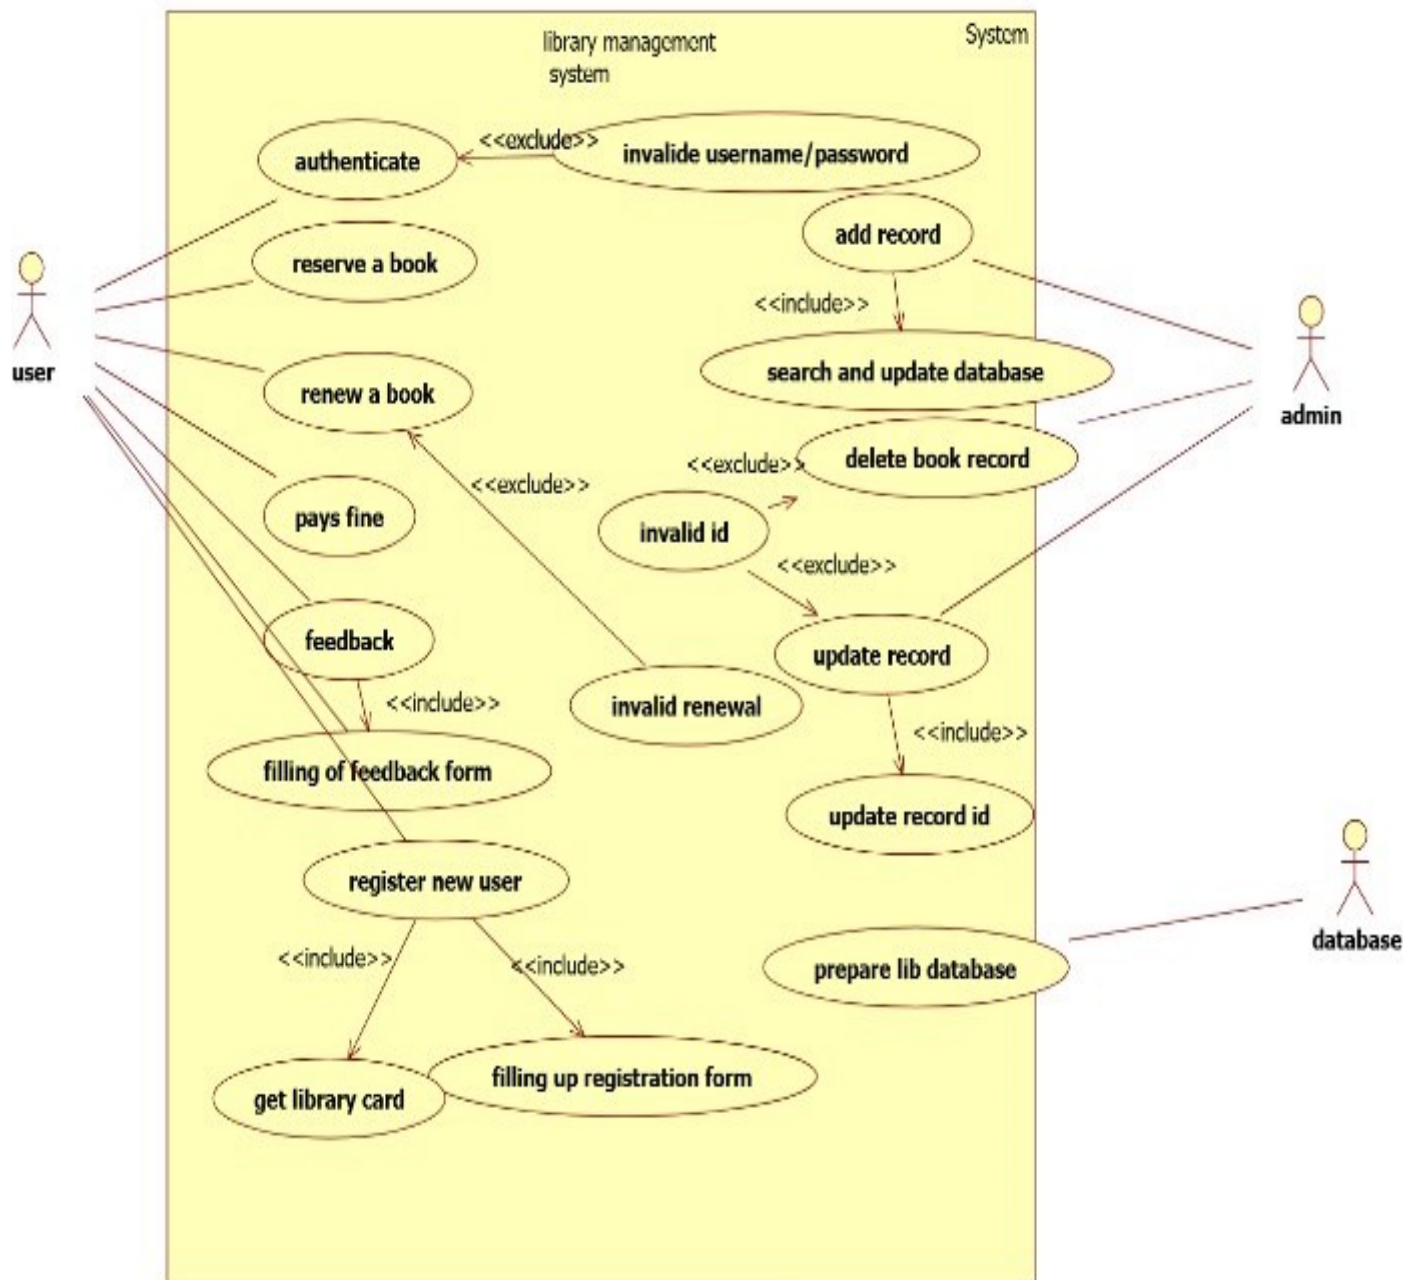 System
library management
system
<<exclude>>
invalide username/password
authenticate
add record
reserve a book
<<include>>
user
search and update database
renew a book
admin
<<exclude>>
delete book record
<<exclude>>
pays fine
invalid id
<<exclude>>
feedback
update record
<<include>>
invalid renewal
<<include>>
filling of feedback form
update record id
register new user
<<include>>
<<include>>
database
prepare lib database
filling up registration form
get library card